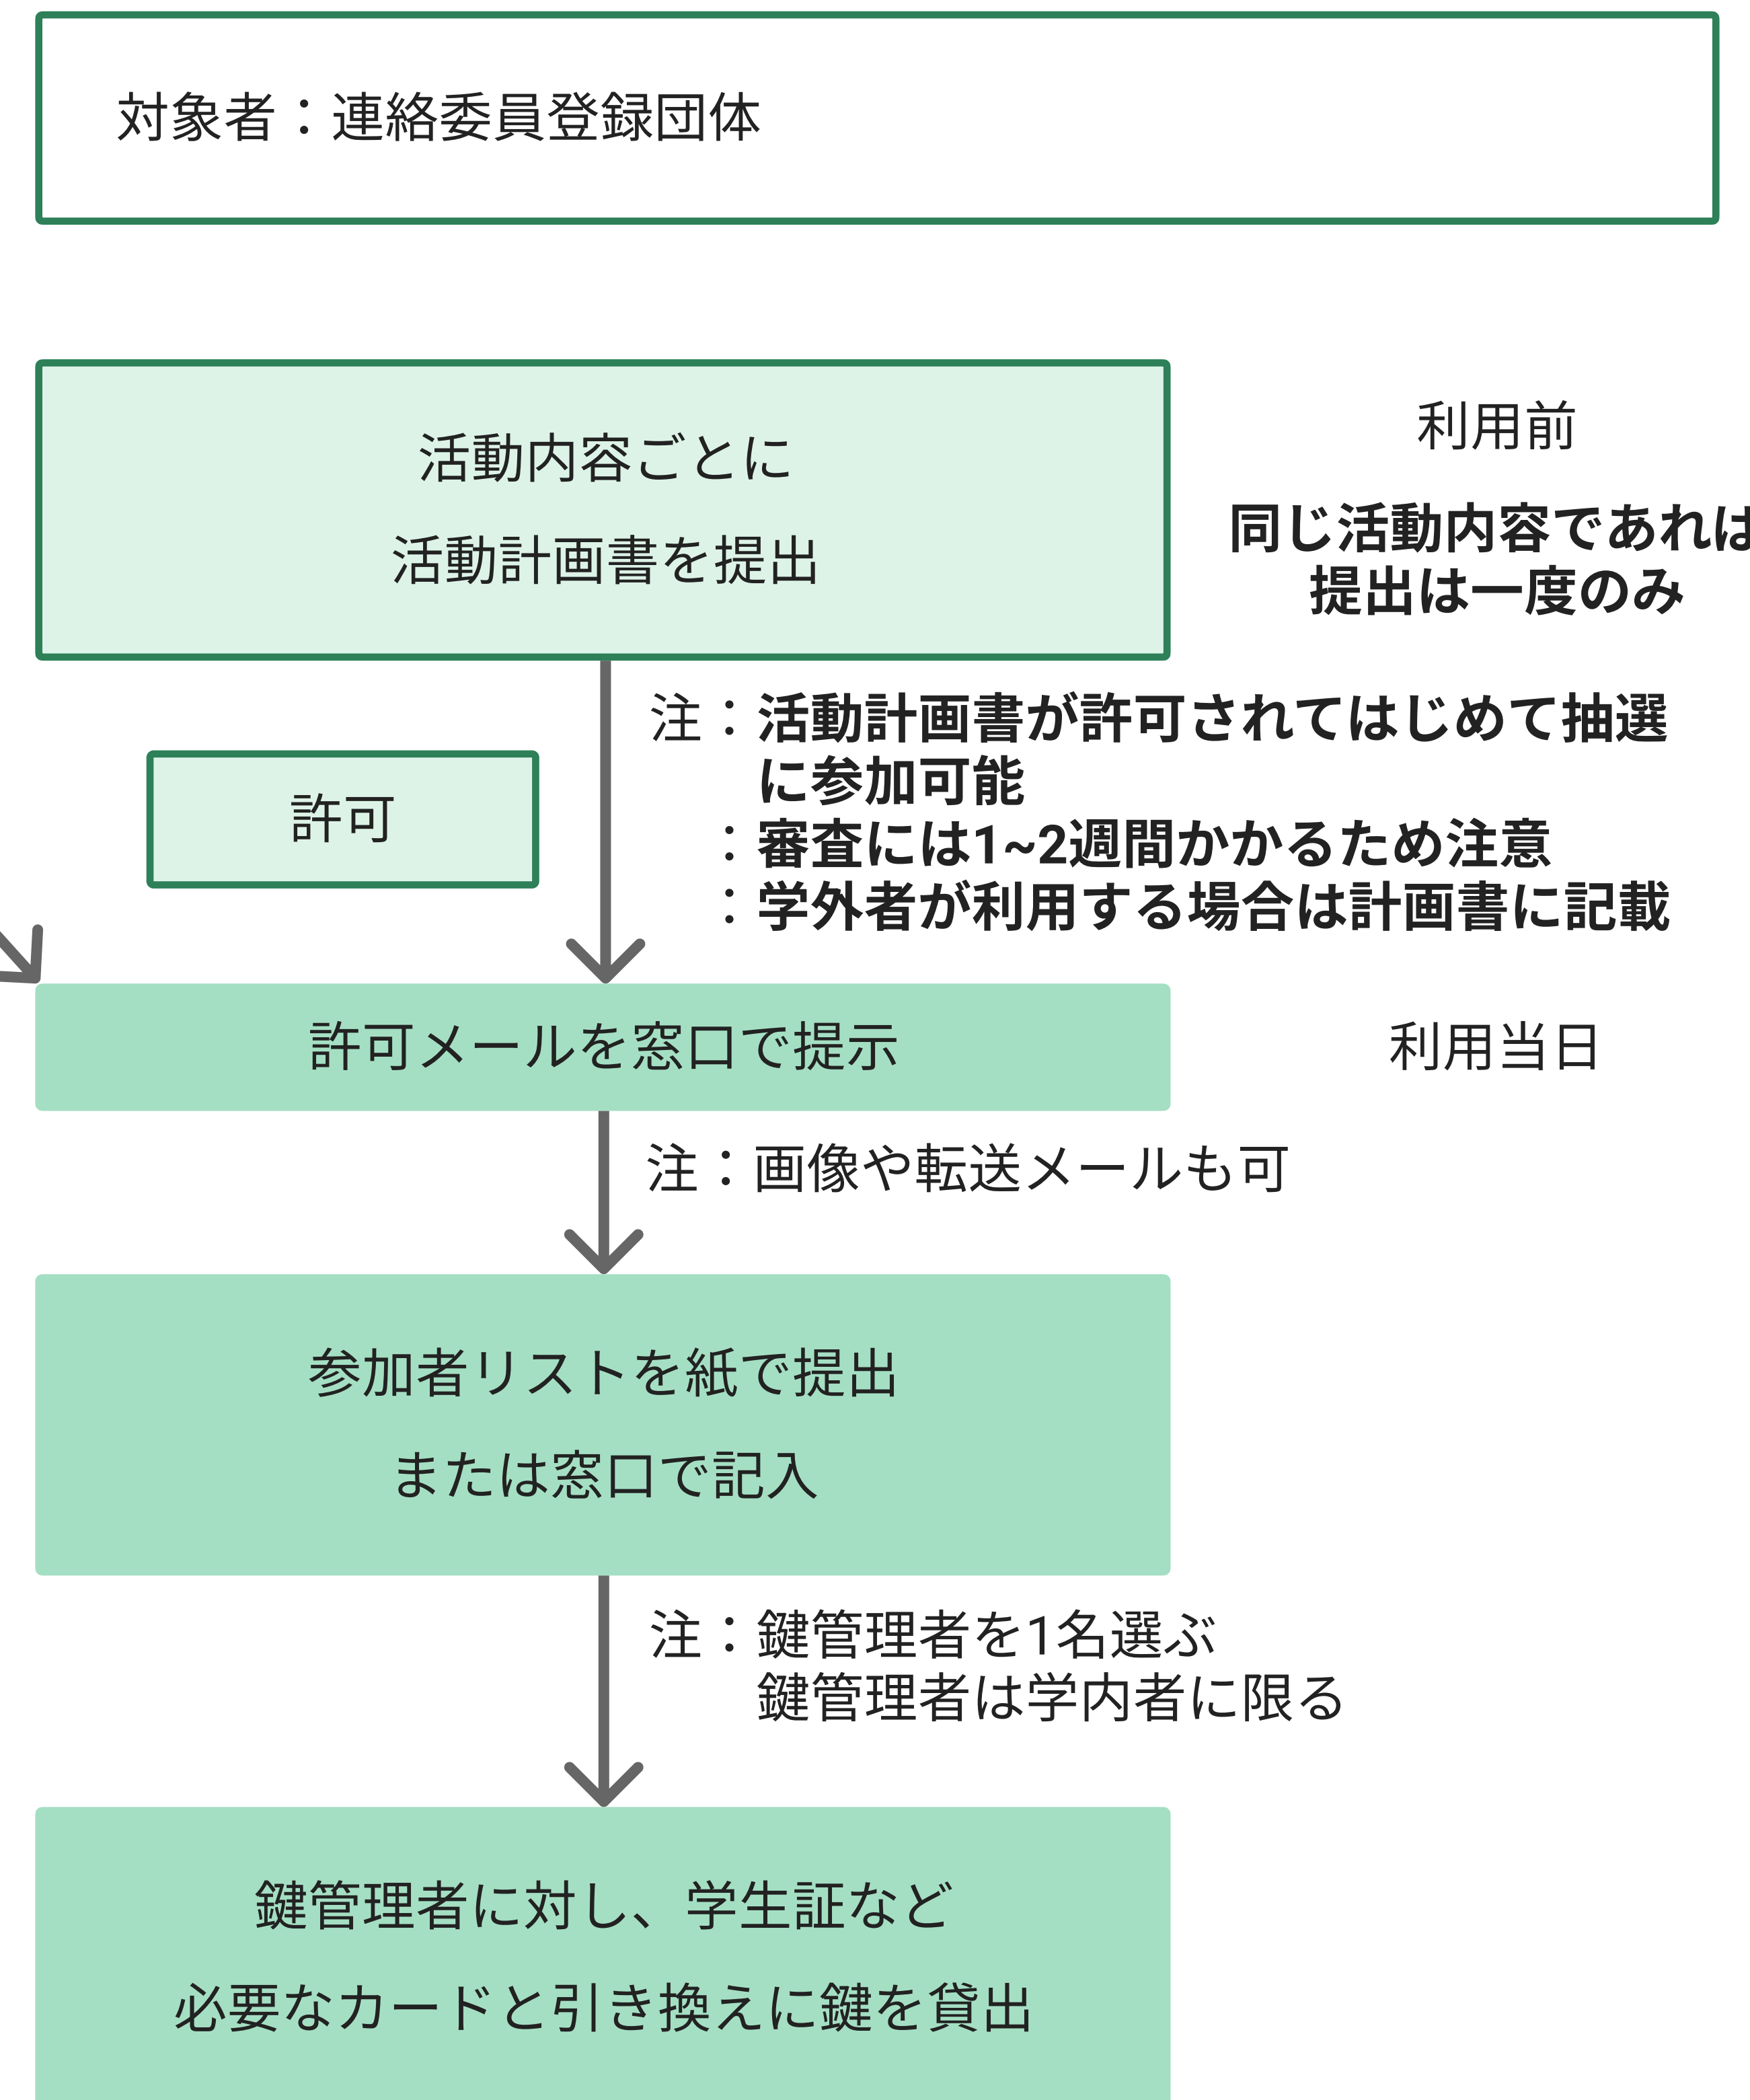 対象者：連絡委員登録団体
活動内容ごとに
活動計画書を提出
利用前
同じ活動内容であれば
提出は一度のみ
注：活動計画書が許可されてはじめて抽選
に参加可能
：審査には1~2週間かかるため注意
：学外者が利用する場合は計画書に記載
許可
許可メールを窓口で提示
利用当日
注：画像や転送メールも可
参加者リストを紙で提出
または窓口で記入
注：鍵管理者を1名選ぶ
鍵管理者は学内者に限る
鍵管理者に対し、学生証など
必要なカードと引き換えに鍵を貸出